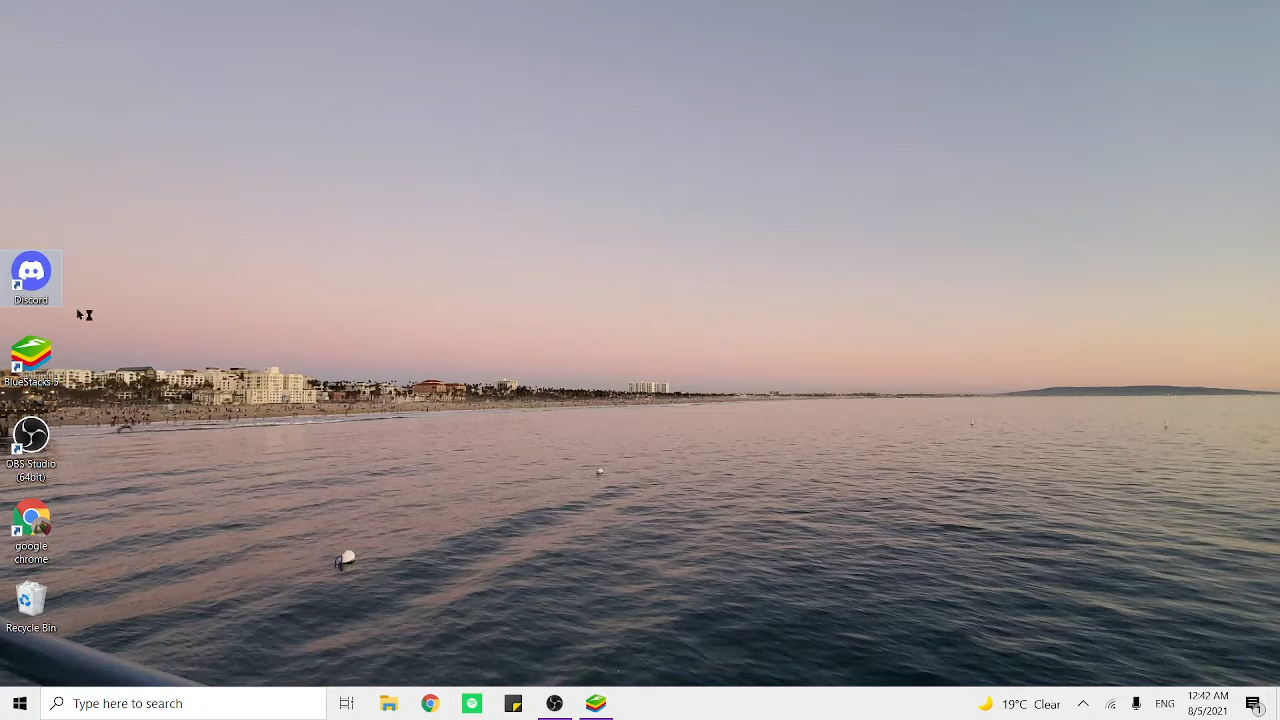 Discord
BlueStacks 5
OBS Studio
(64bit)
google
chrome
Recycle Bin
Type here to search
19°C Clear
ENG
12:42 AM
8/5/2021
1